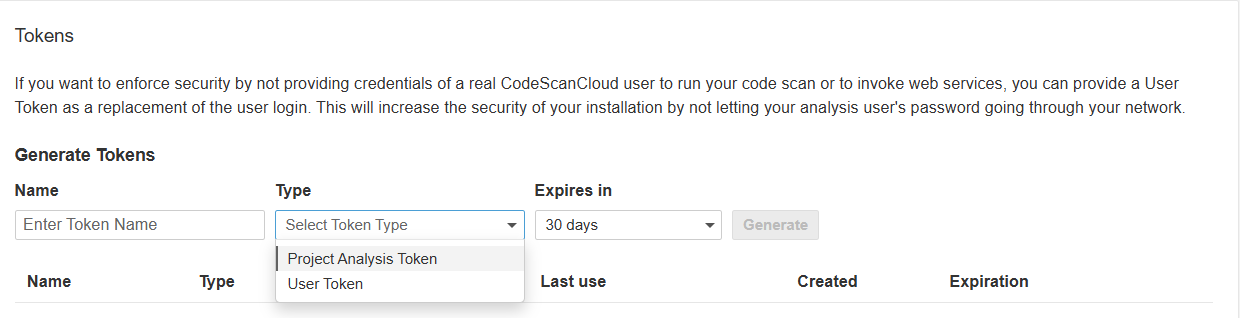 Tokens
If you want to enforce security by not providing credentials of a real CodeScanCloud user to run your code scan or to invoke web services, you can provide a User
Token as a replacement of the user login. This will increase the security of your installation by not letting your analysis user's password going through your network.
Generate Tokens
Name Type Expires in
Enter Token Name Select Token Type 30 days Generate
Project Analysis Token
User Token
Name Type Last use Created Expiration